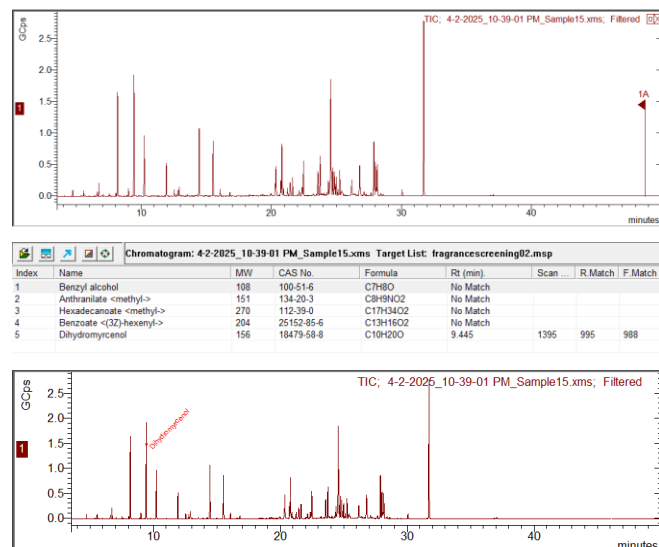 GCps
TIC; 4-2-2025_10-39-01 PM_Sample15.xms; Filtered
2.5
2.0
1.5
1.0
0.5
0.0
1
1A
10 20 30 40
minutes
Chromatogram: 4-2-2025_10-39-01 PM_Sample15.xms Target List: fragrancescreening02.msp
Index Name MW CAS No. Formula Rt (min). Scan ... R.Match F.Match
1 Benzyl alcohol 108 100-51-6 C7H8O No Match
2 Anthranilate <methyl-> 151 134-20-3 C8H9NO2 No Match
3 Hexadecanoate <methyl-> 270 112-39-0 C17H34O2 No Match
4 Benzoate <(3Z)-hexenyl-> 204 25152-85-6 C13H16O2 No Match
5 Dihydromyrcenol 156 18479-58-8 C10H20O 9.445 1395 995 988
GCps
TIC; 4-2-2025_10-39-01 PM_Sample15.xms; Filtered
2.5
2.0
1.5
1.0
0.5
0.0
1
Dihydromyrcenol
10 20 30 40
minutes